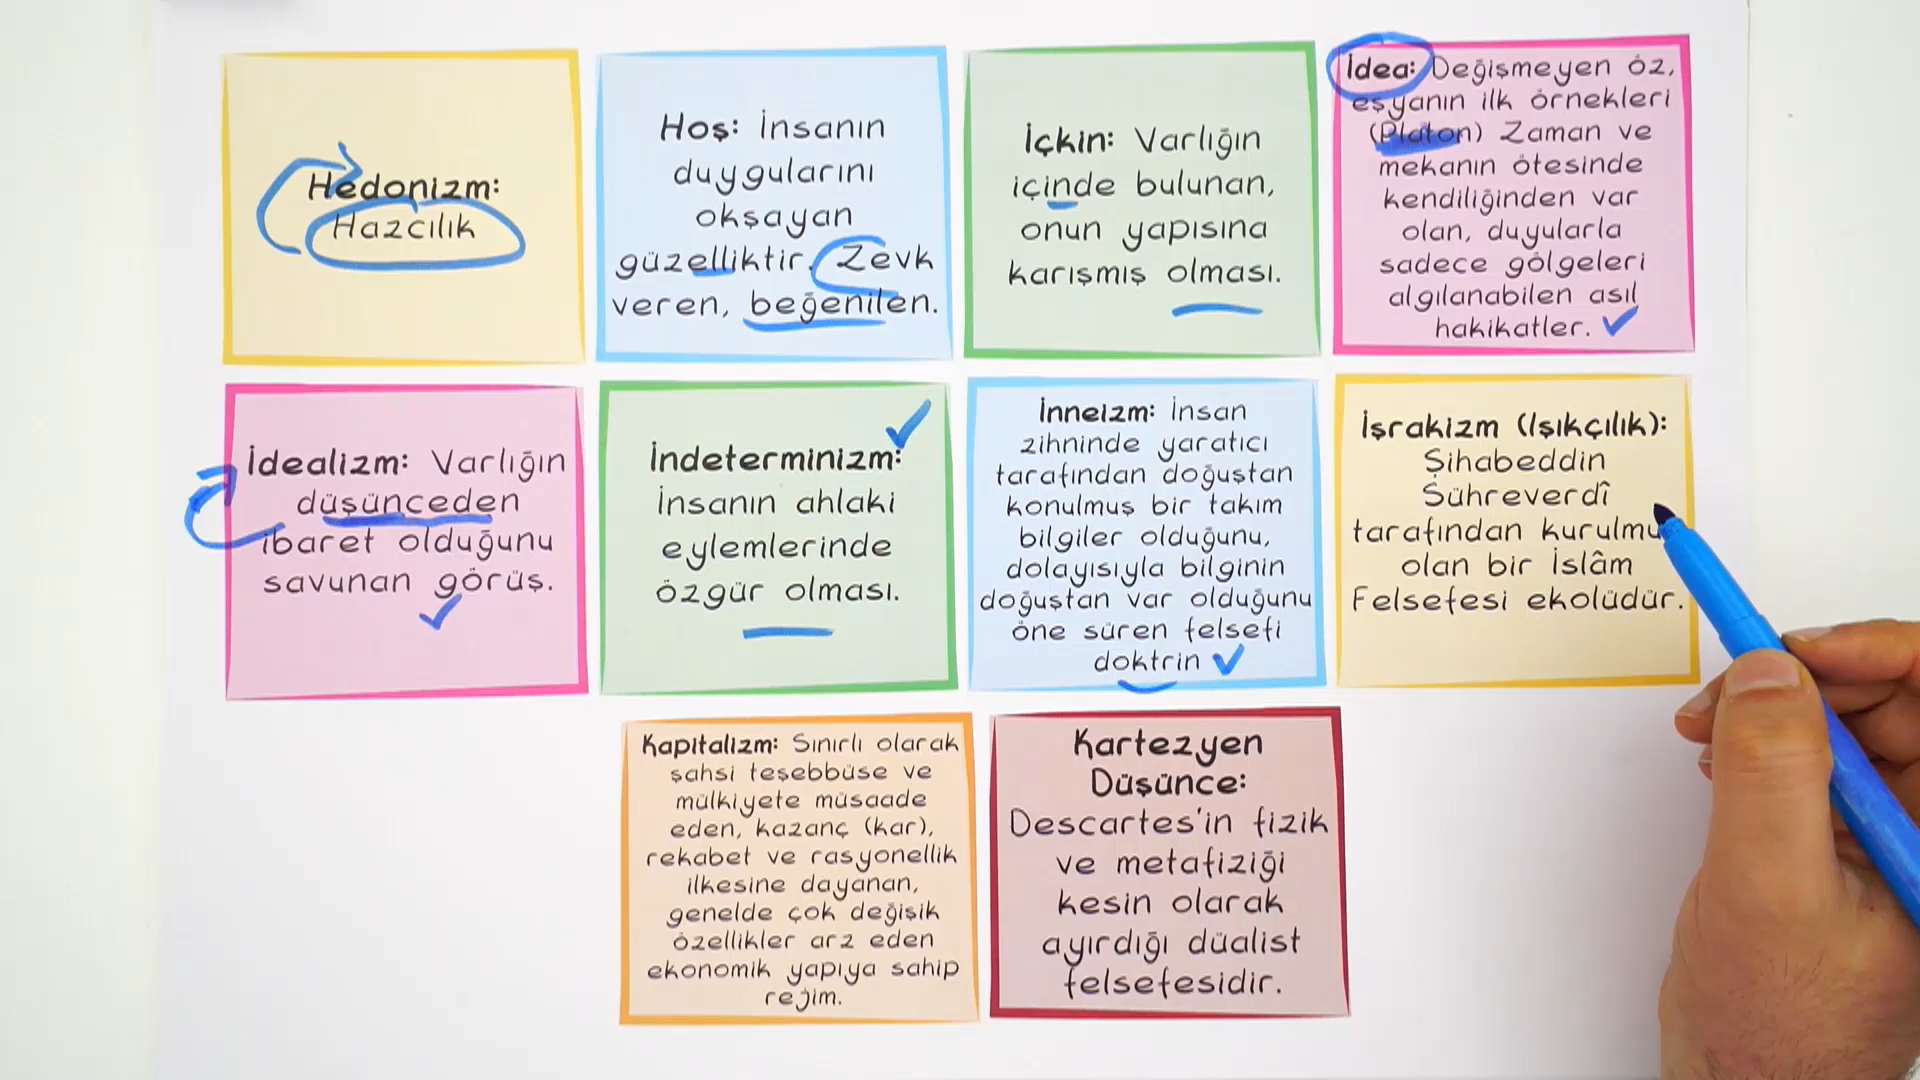 Hedonizm:
Hazcılık
Hoş: İnsanın
duygularını
okşayan
güzelliktir. Zevk
veren, beğenilen.
İçkin: Varlığın
içinde bulunan,
onun yapısına
karışmış olması.
İdea: Değişmeyen öz,
eşyanın ilk örnekleri
(Platon) Zaman ve
mekanın ötesinde
kendiliğinden var
olan, duyularla
sadece gölgeleri
algılanabilen asıl
hakikatler.
İdealizm: Varlığın
düşünceden
ibaret olduğunu
savunan görüş.
İndeterminizm:
İnsanın ahlaki
eylemlerinde
özgür olması.
İnneizm: İnsan
zihninde yaratıcı
tarafından doğuştan
konulmuş bir takım
bilgiler olduğunu,
dolayısıyla bilginin
doğuştan var olduğunu
öne süren felsefi
doktrin
İşrakizm (Işıkçılık):
Şihabeddin
Sühreverdî
tarafından
olan bir İslâm
Felsefesi ekolüdür.
Kapitalizm: Sınırlı olarak
şahsi teşebbüse ve
mülkiyete müsaade
eden, kazanç (kar),
rekabet ve rasyonellik
ilkesine dayanan,
genelde çok değişik
özellikler arz eden
ekonomik yapıya sahip
rejim.
Kartezyen
Düşünce:
Descartes'in fizik
ve metafiziği
kesin olarak
ayırdığı düalist
felsefesidir.